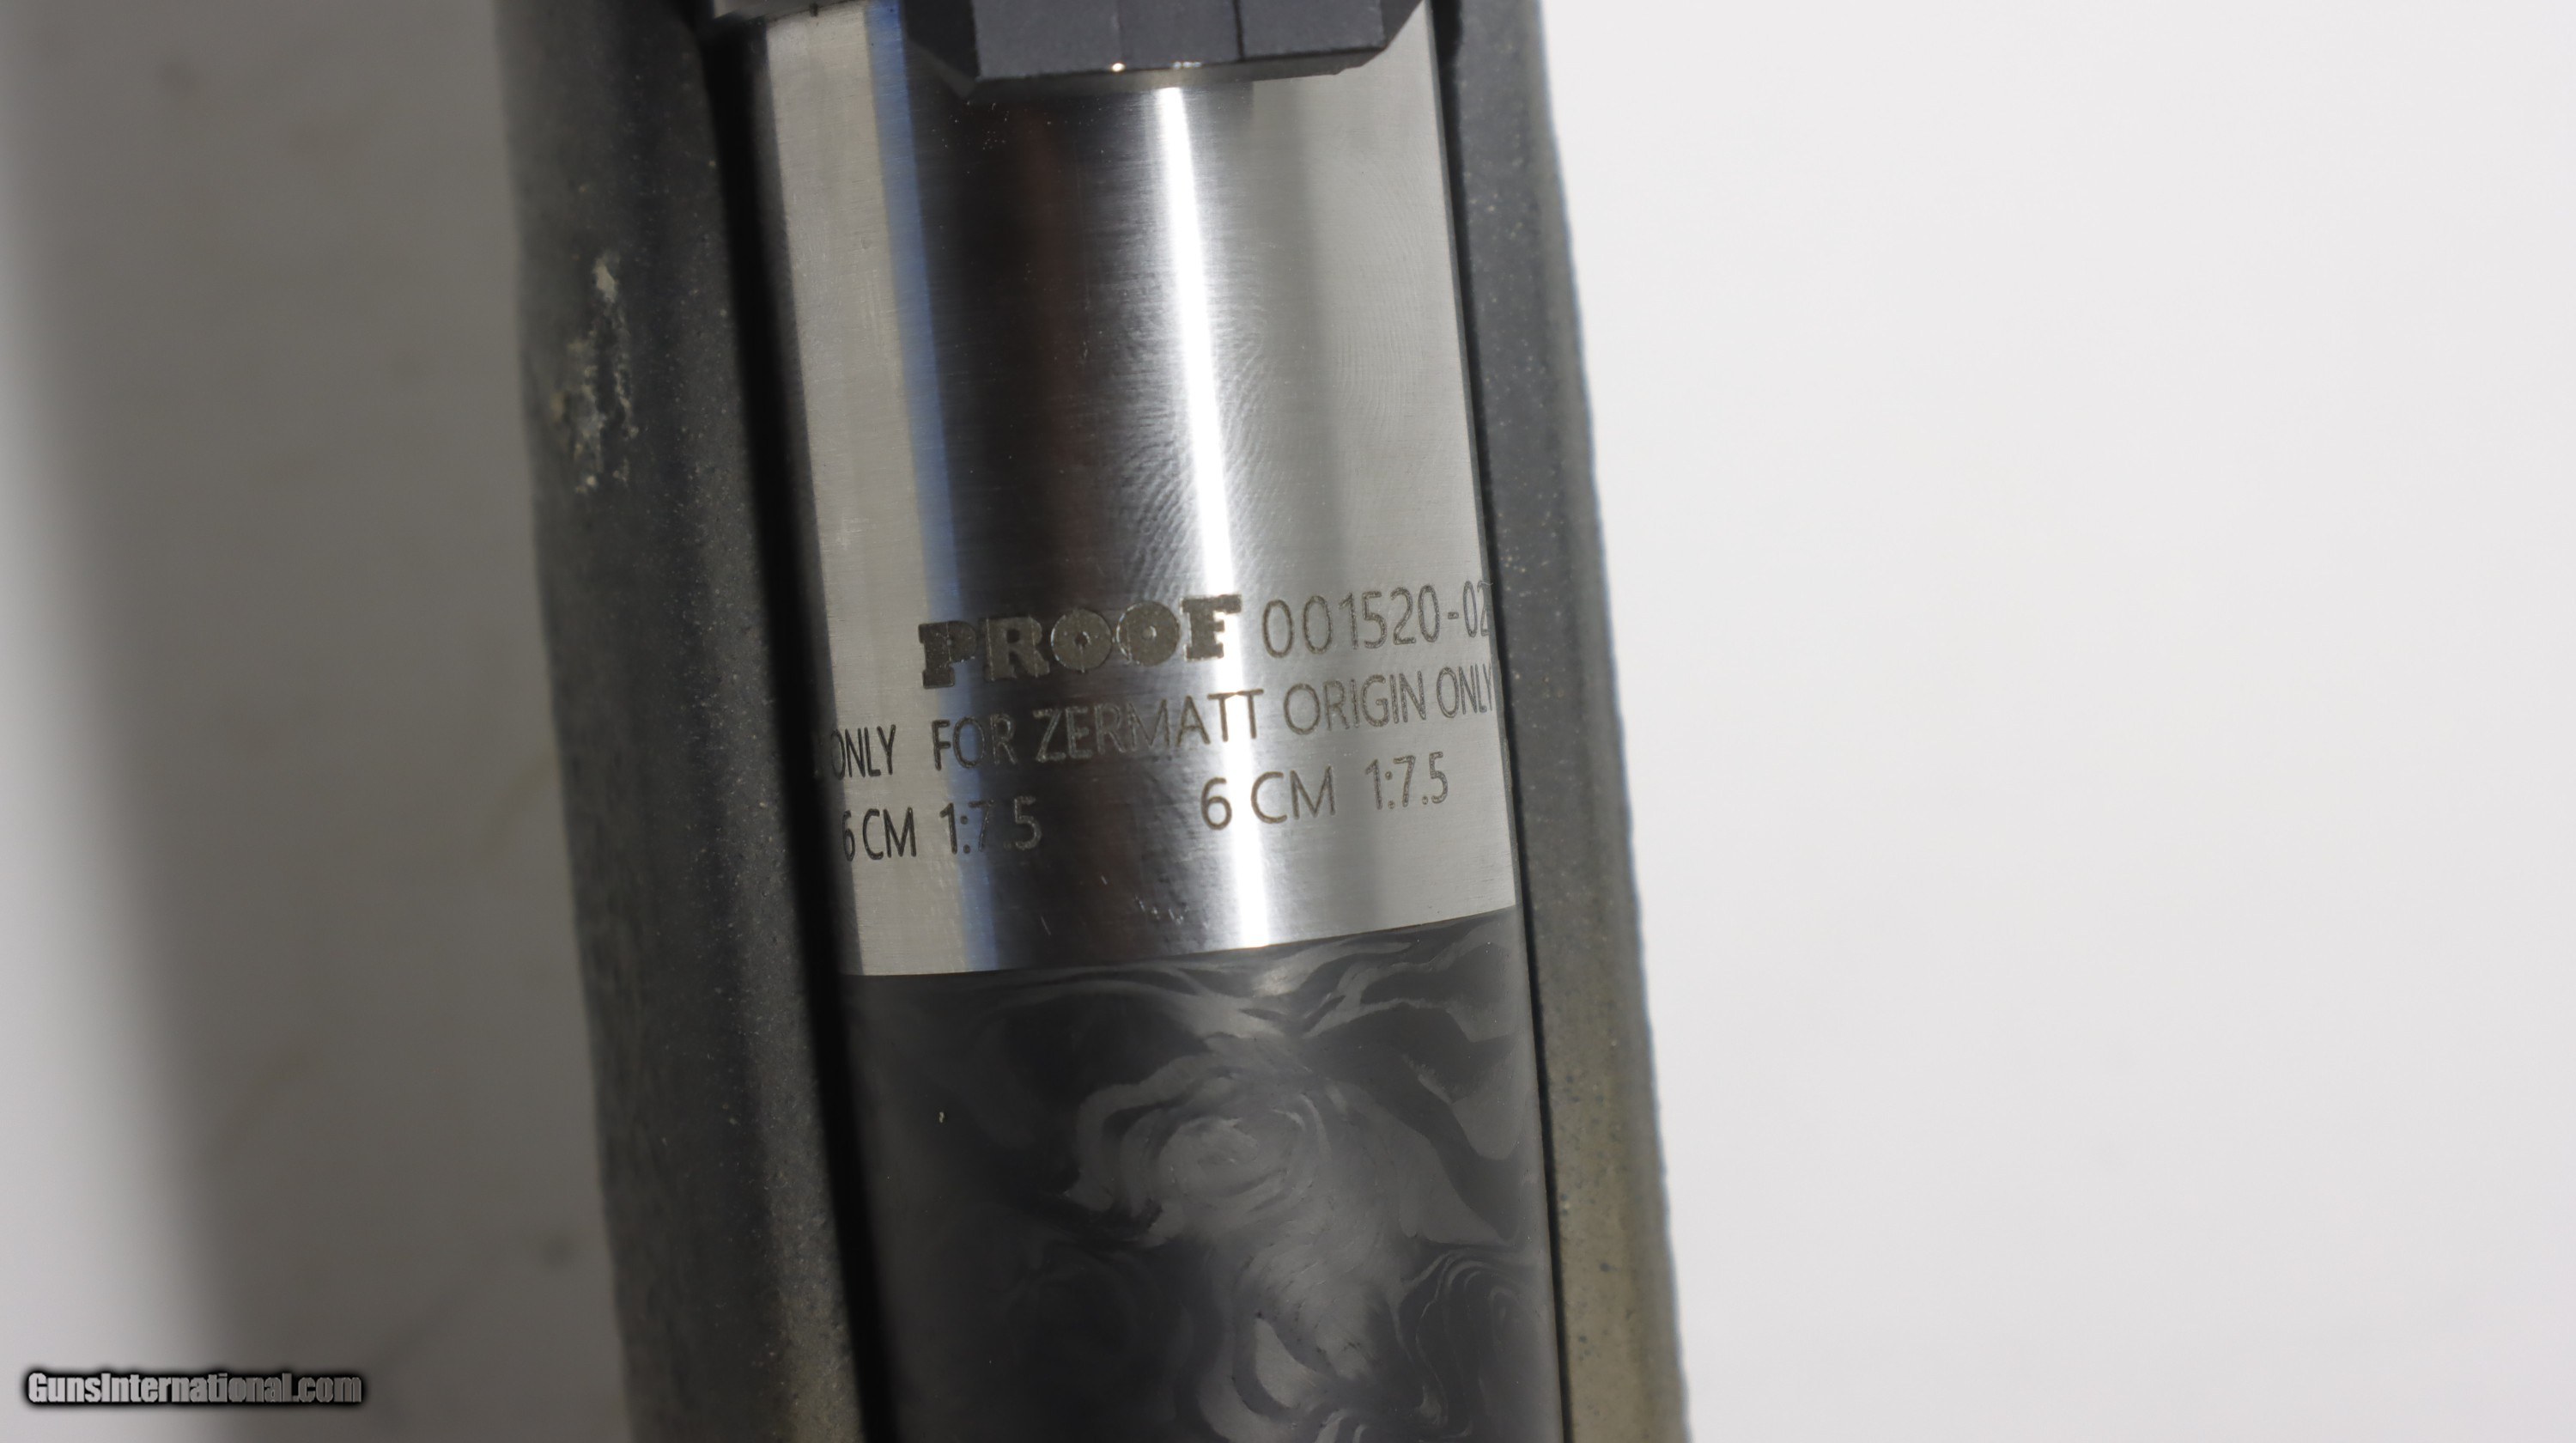 PROOF 001520-02
ONLY FOR ZERMATT ORIGIN ONLY
6 CM 1:7.5 6 CM 1:7.5
GunsInternational.com